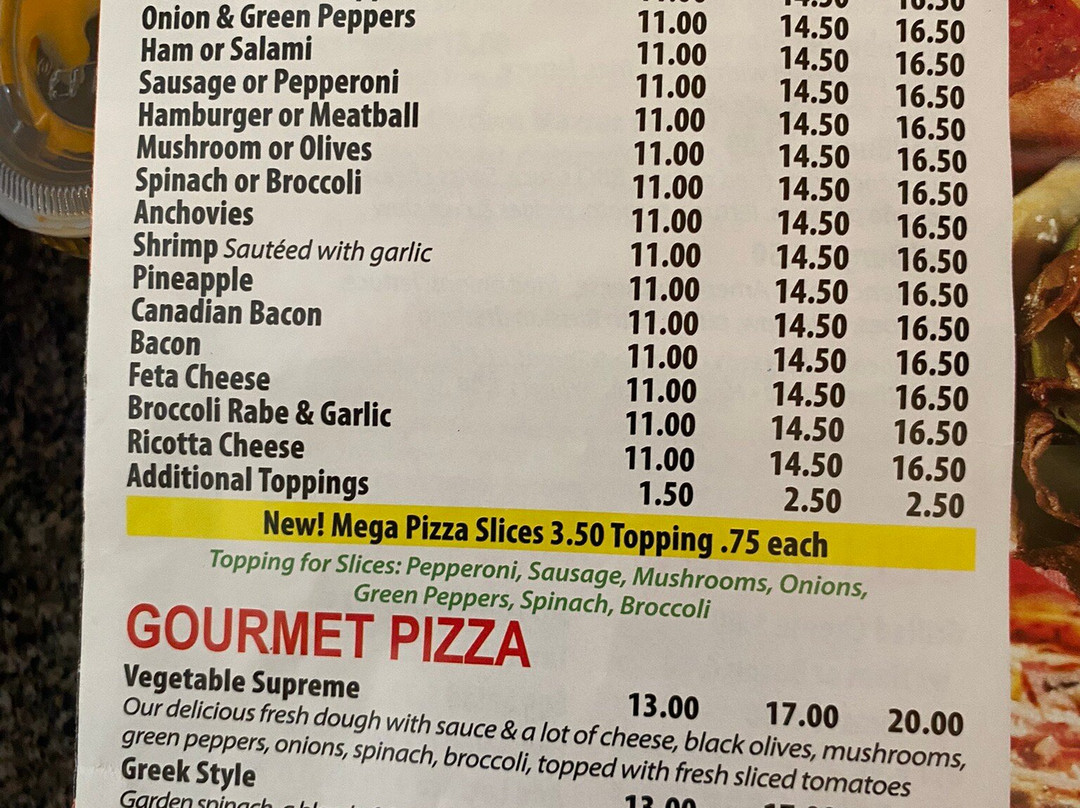 Onion & Green Peppers 11.00 14.50 16.50
Ham or Salami 11.00 14.50 16.50
Sausage or Pepperoni 11.00 14.50 16.50
Hamburger or Meatball 11.00 14.50 16.50
Mushroom or Olives 11.00 14.50 16.50
Spinach or Broccoli 11.00 14.50 16.50
Anchovies 11.00 14.50 16.50
Shrimp Sautéed with garlic 11.00 14.50 16.50
Pineapple 11.00 14.50 16.50
Canadian Bacon 11.00 14.50 16.50
Bacon 11.00 14.50 16.50
Feta Cheese 11.00 14.50 16.50
Broccoli Rabe & Garlic 11.00 14.50 16.50
Ricotta Cheese 11.00 14.50 16.50
Additional Toppings 1.50 2.50 2.50
New! Mega Pizza Slices 3.50 Topping .75 each
Topping for Slices: Pepperoni, Sausage, Mushrooms, Onions,
Green Peppers, Spinach, Broccoli
GOURMET PIZZA
Vegetable Supreme 13.00 17.00 20.00
Our delicious fresh dough with sauce & a lot of cheese, black olives, mushrooms,
green peppers, onions, spinach, broccoli, topped with fresh sliced tomatoes
Greek Style 13.00
Garden spinach